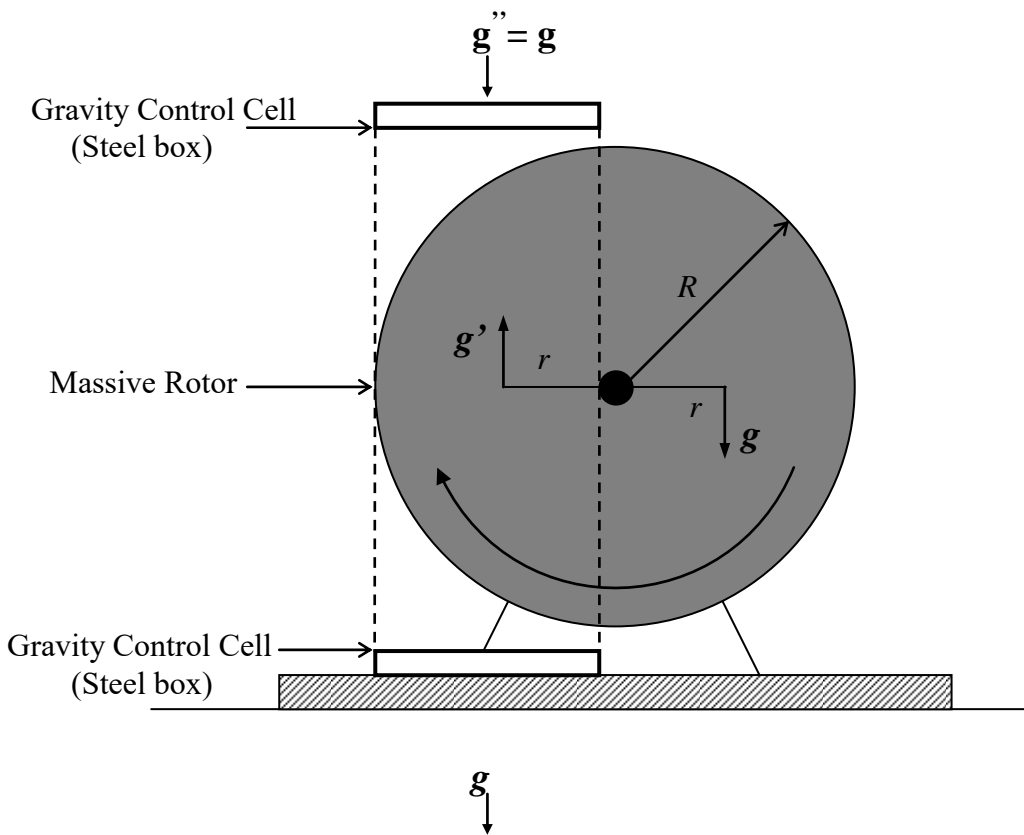 g”= g
Gravity Control Cell
(Steel box)
R
g’
r
Massive Rotor
r
g
Gravity Control Cell
(Steel box)
g